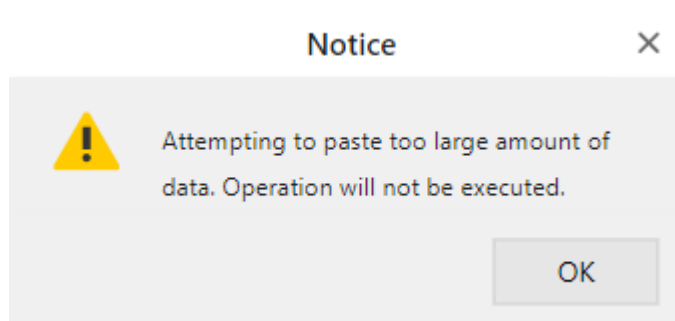 Notice
Attempting to paste too large amount of
data. Operation will not be executed.
OK